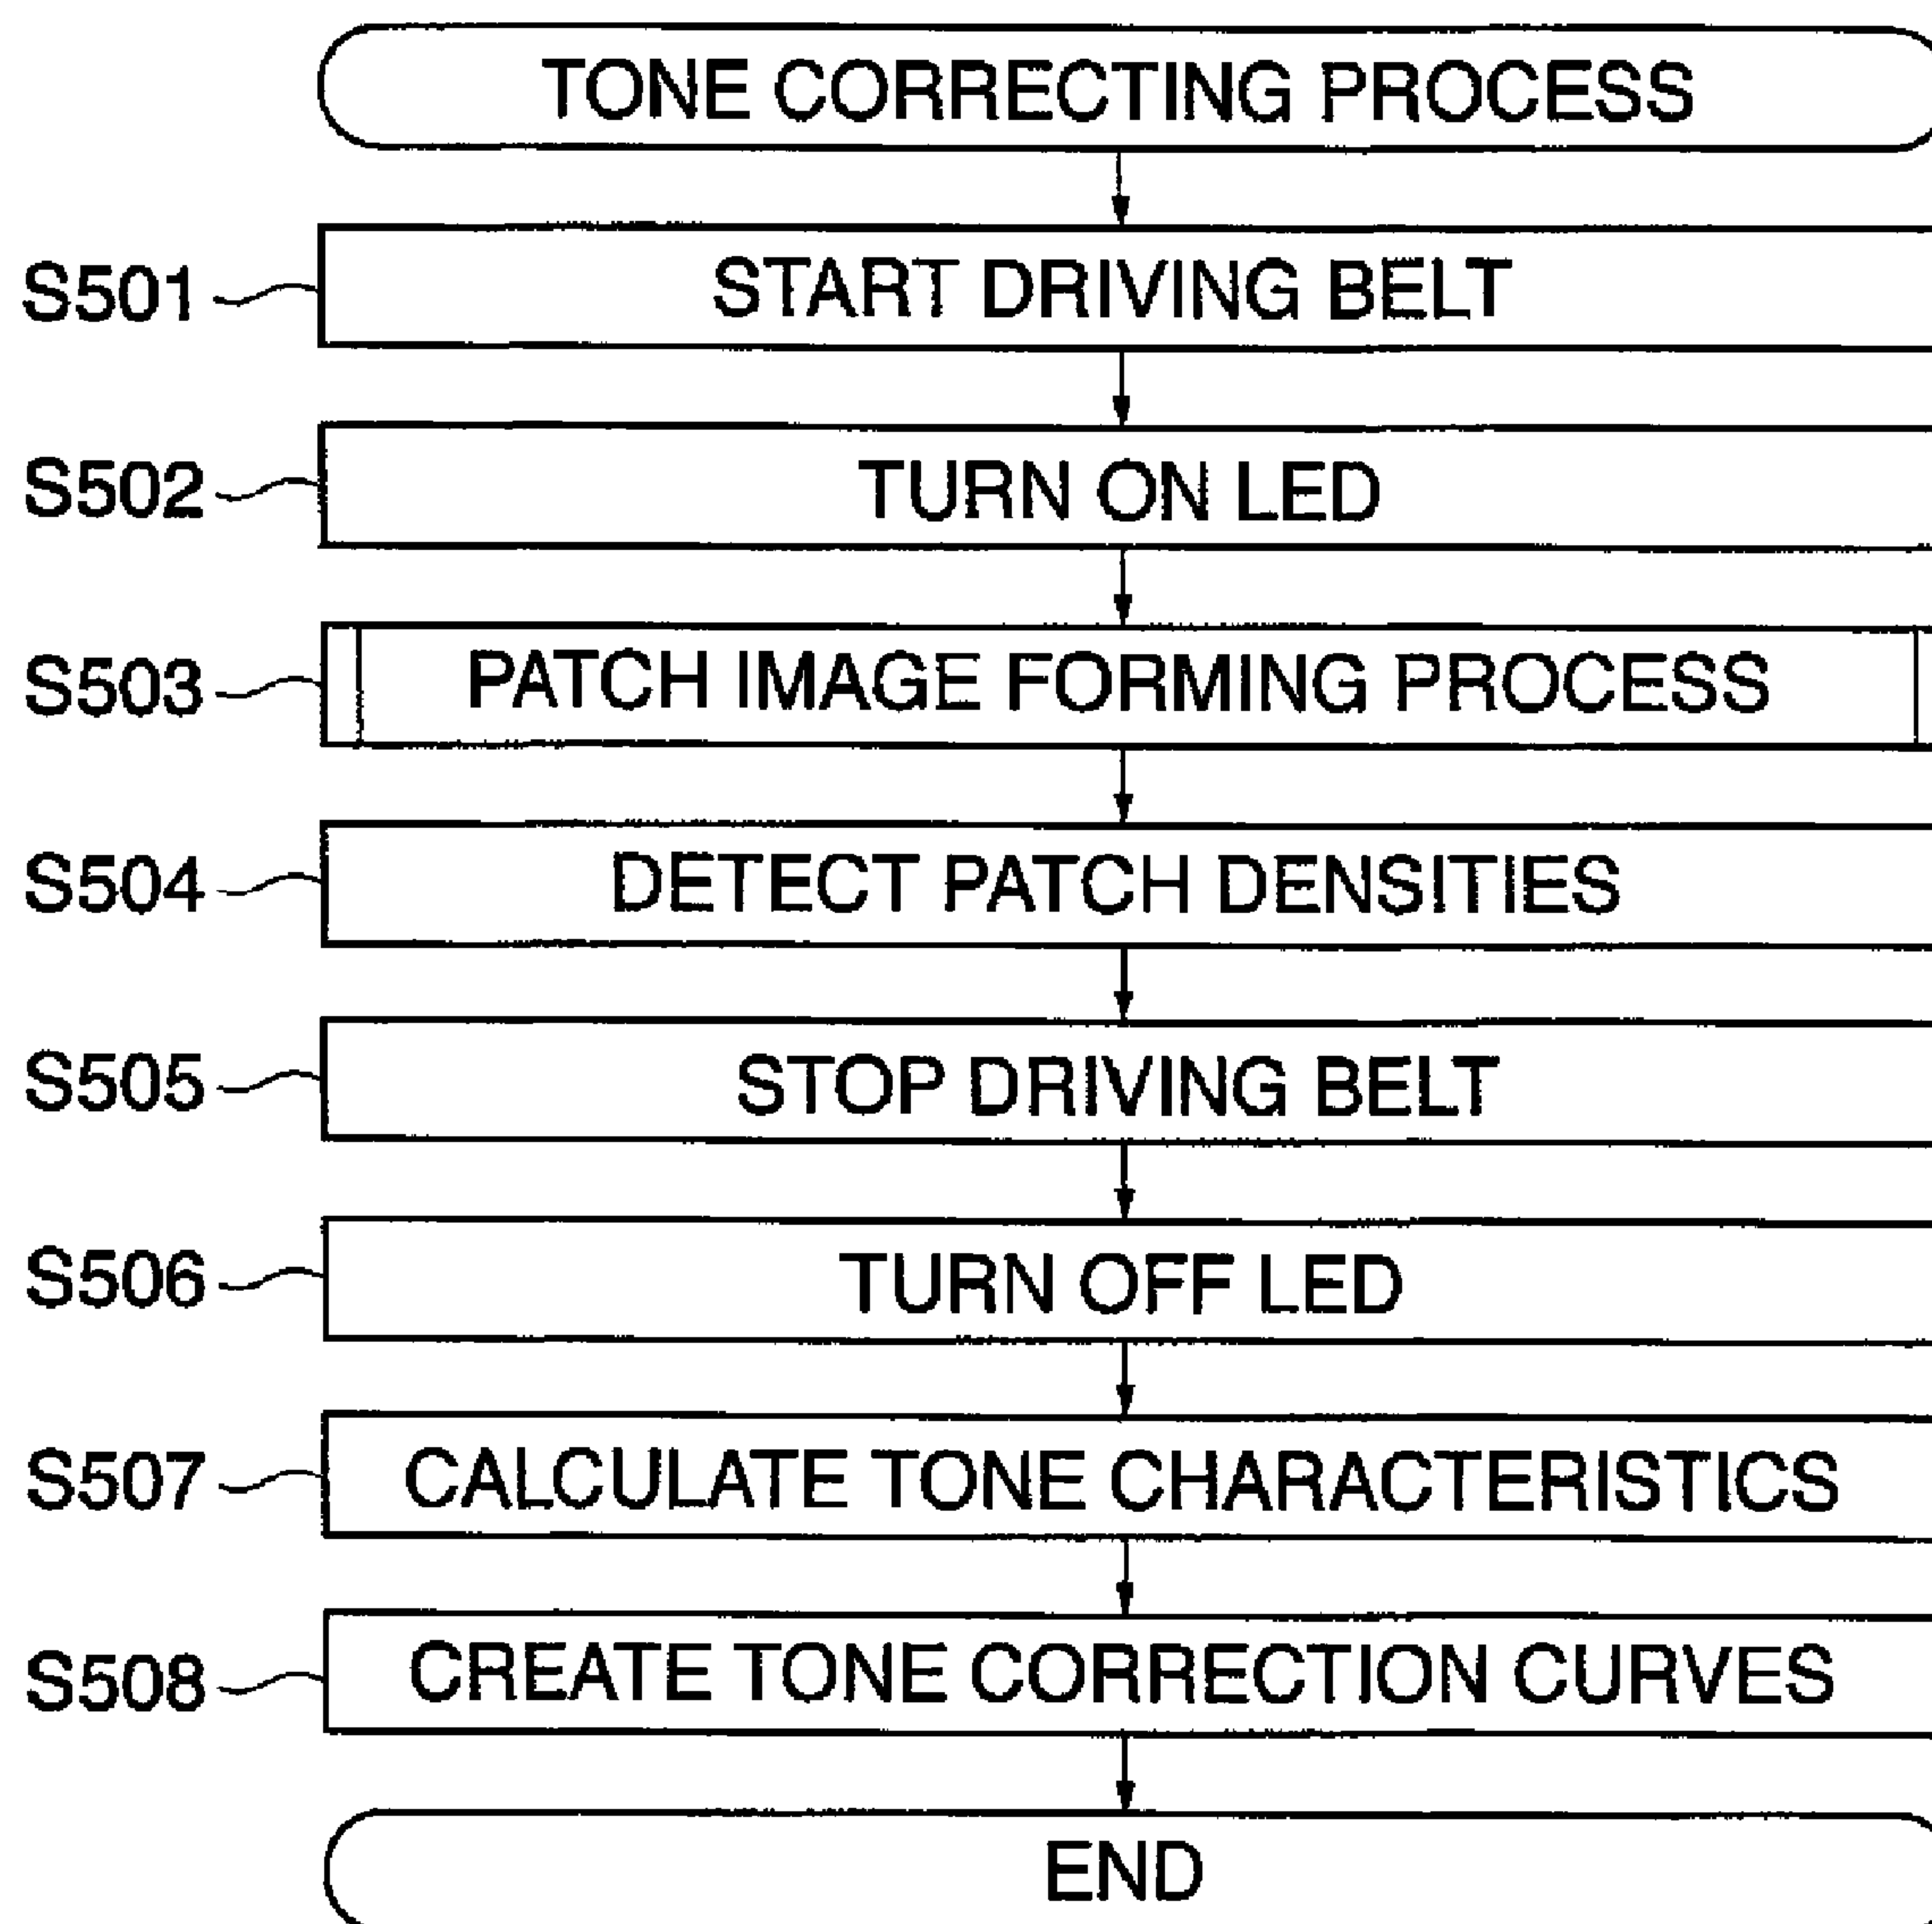 TONE CORRECTING PROCESS
S501 START DRIVING BELT
S502 TURN ON LED
S503 PATCH IMAGE FORMING PROCESS
S504 DETECT PATCH DENSITIES
S505 STOP DRIVING BELT
S506 TURN OFF LED
S507 CALCULATE TONE CHARACTERISTICS
S508 CREATE TONE CORRECTION CURVES
END